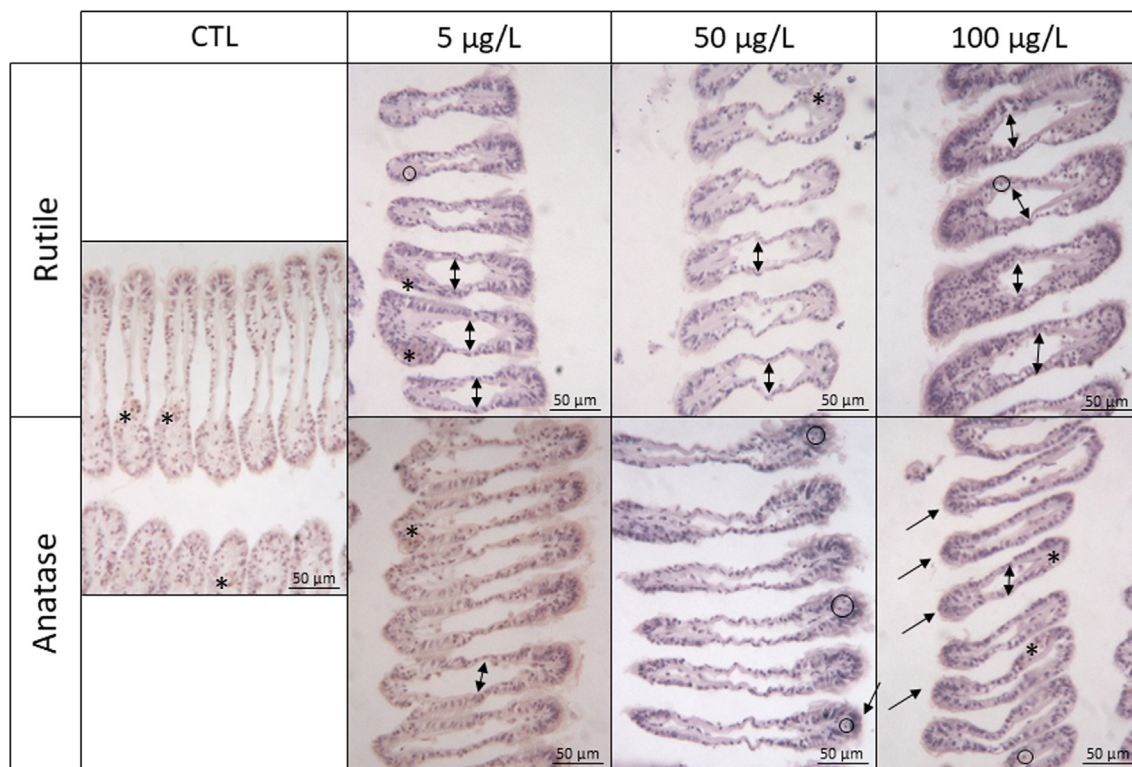 CTL 5 µg/L 50 µg/L 100 µg/L
Rutile
* * * * * *
50 µm 50 µm 50 µm
50 µm
Anatase
* * *
50 µm 50 µm 50 µm